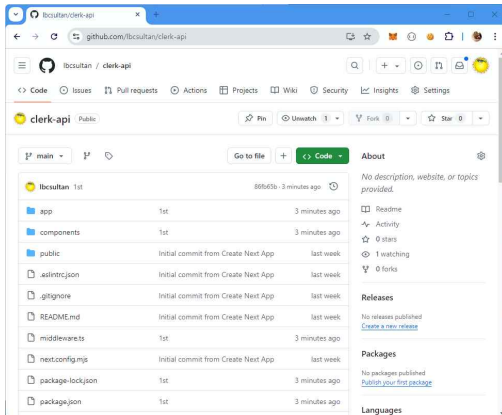 lbcsultan/clerk-api
github.com/lbcsultan/clerk-api
lbcsultan / clerk-api
Code Issues Pull requests Actions Projects Wiki Security Insights Settings
clerk-api Public Pin Unwatch 1 Fork 0 Star 0
main Go to file Code
About
No description, website, or topics provided.
lbcsultan 1st 86fb65b · 3 minutes ago
app 1st 3 minutes ago
components 1st 3 minutes ago
public Initial commit from Create Next App last week
.eslintrc.json Initial commit from Create Next App last week
.gitignore Initial commit from Create Next App last week
README.md Initial commit from Create Next App last week
middleware.ts 1st 3 minutes ago
next.config.mjs Initial commit from Create Next App last week
package-lock.json 1st 3 minutes ago
package.json 1st 3 minutes ago
Readme
Activity
0 stars
1 watching
0 forks
Releases
No releases published
Create a new release
Packages
No packages published
Publish your first package
Languages